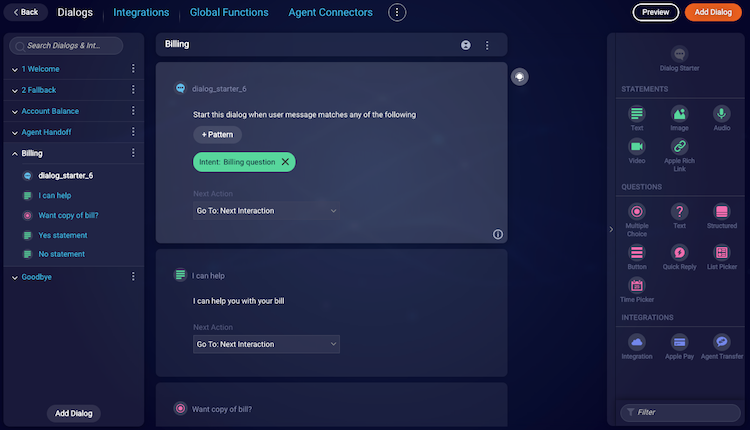 Back
Dialogs
Integrations
Global Functions
Agent Connectors
Preview
Add Dialog
Search Dialogs & Int...
1 Welcome
2 Fallback
Account Balance
Agent Handoff
Billing
dialog_starter_6
I can help
Want copy of bill?
Yes statement
No statement
Goodbye
Add Dialog
Billing
dialog_starter_6
Start this dialog when user message matches any of the following
+ Pattern
Intent: Billing question
Next Action
Go To: Next Interaction
I can help
I can help you with your bill
Next Action
Go To: Next Interaction
Want copy of bill?
Dialog Starter
STATEMENTS
Text
Image
Audio
Video
Apple Rich
Link
QUESTIONS
Multiple
Choice
Text
Structured
Button
Quick Reply
List Picker
Time Picker
INTEGRATIONS
Integration
Apple Pay
Agent Transfer
Filter